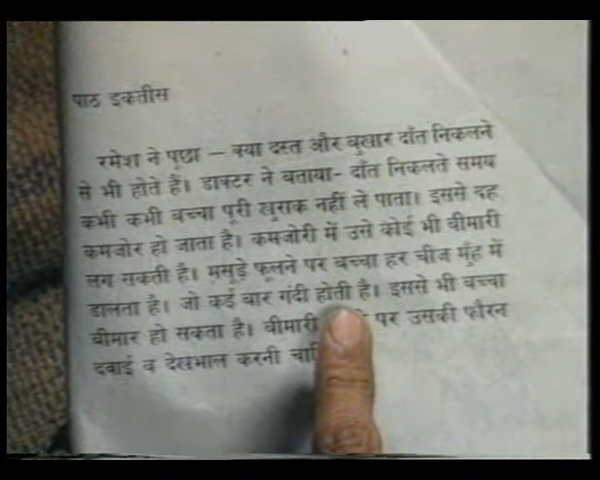 पाठ इकतीस
रमेश ने पूछा – क्या दस्त और बुखार दाँत निकलने
से भी होते हैं। डाक्टर ने बताया- दाँत निकलते समय
कभी कभी बच्चा पूरी खुराक नहीं ले पाता। इससे वह
कमजोर हो जाता है। कमजोरी में उसे कोई भी बीमारी
लग सकती है। मसूड़े फूलने पर बच्चा हर चीज मुँह में
डालता है। जो कई बार गंदी होती है। इससे भी बच्चा
बीमार हो सकता है। बीमारी पर उसकी फौरन
दवाई व देखभाल करनी